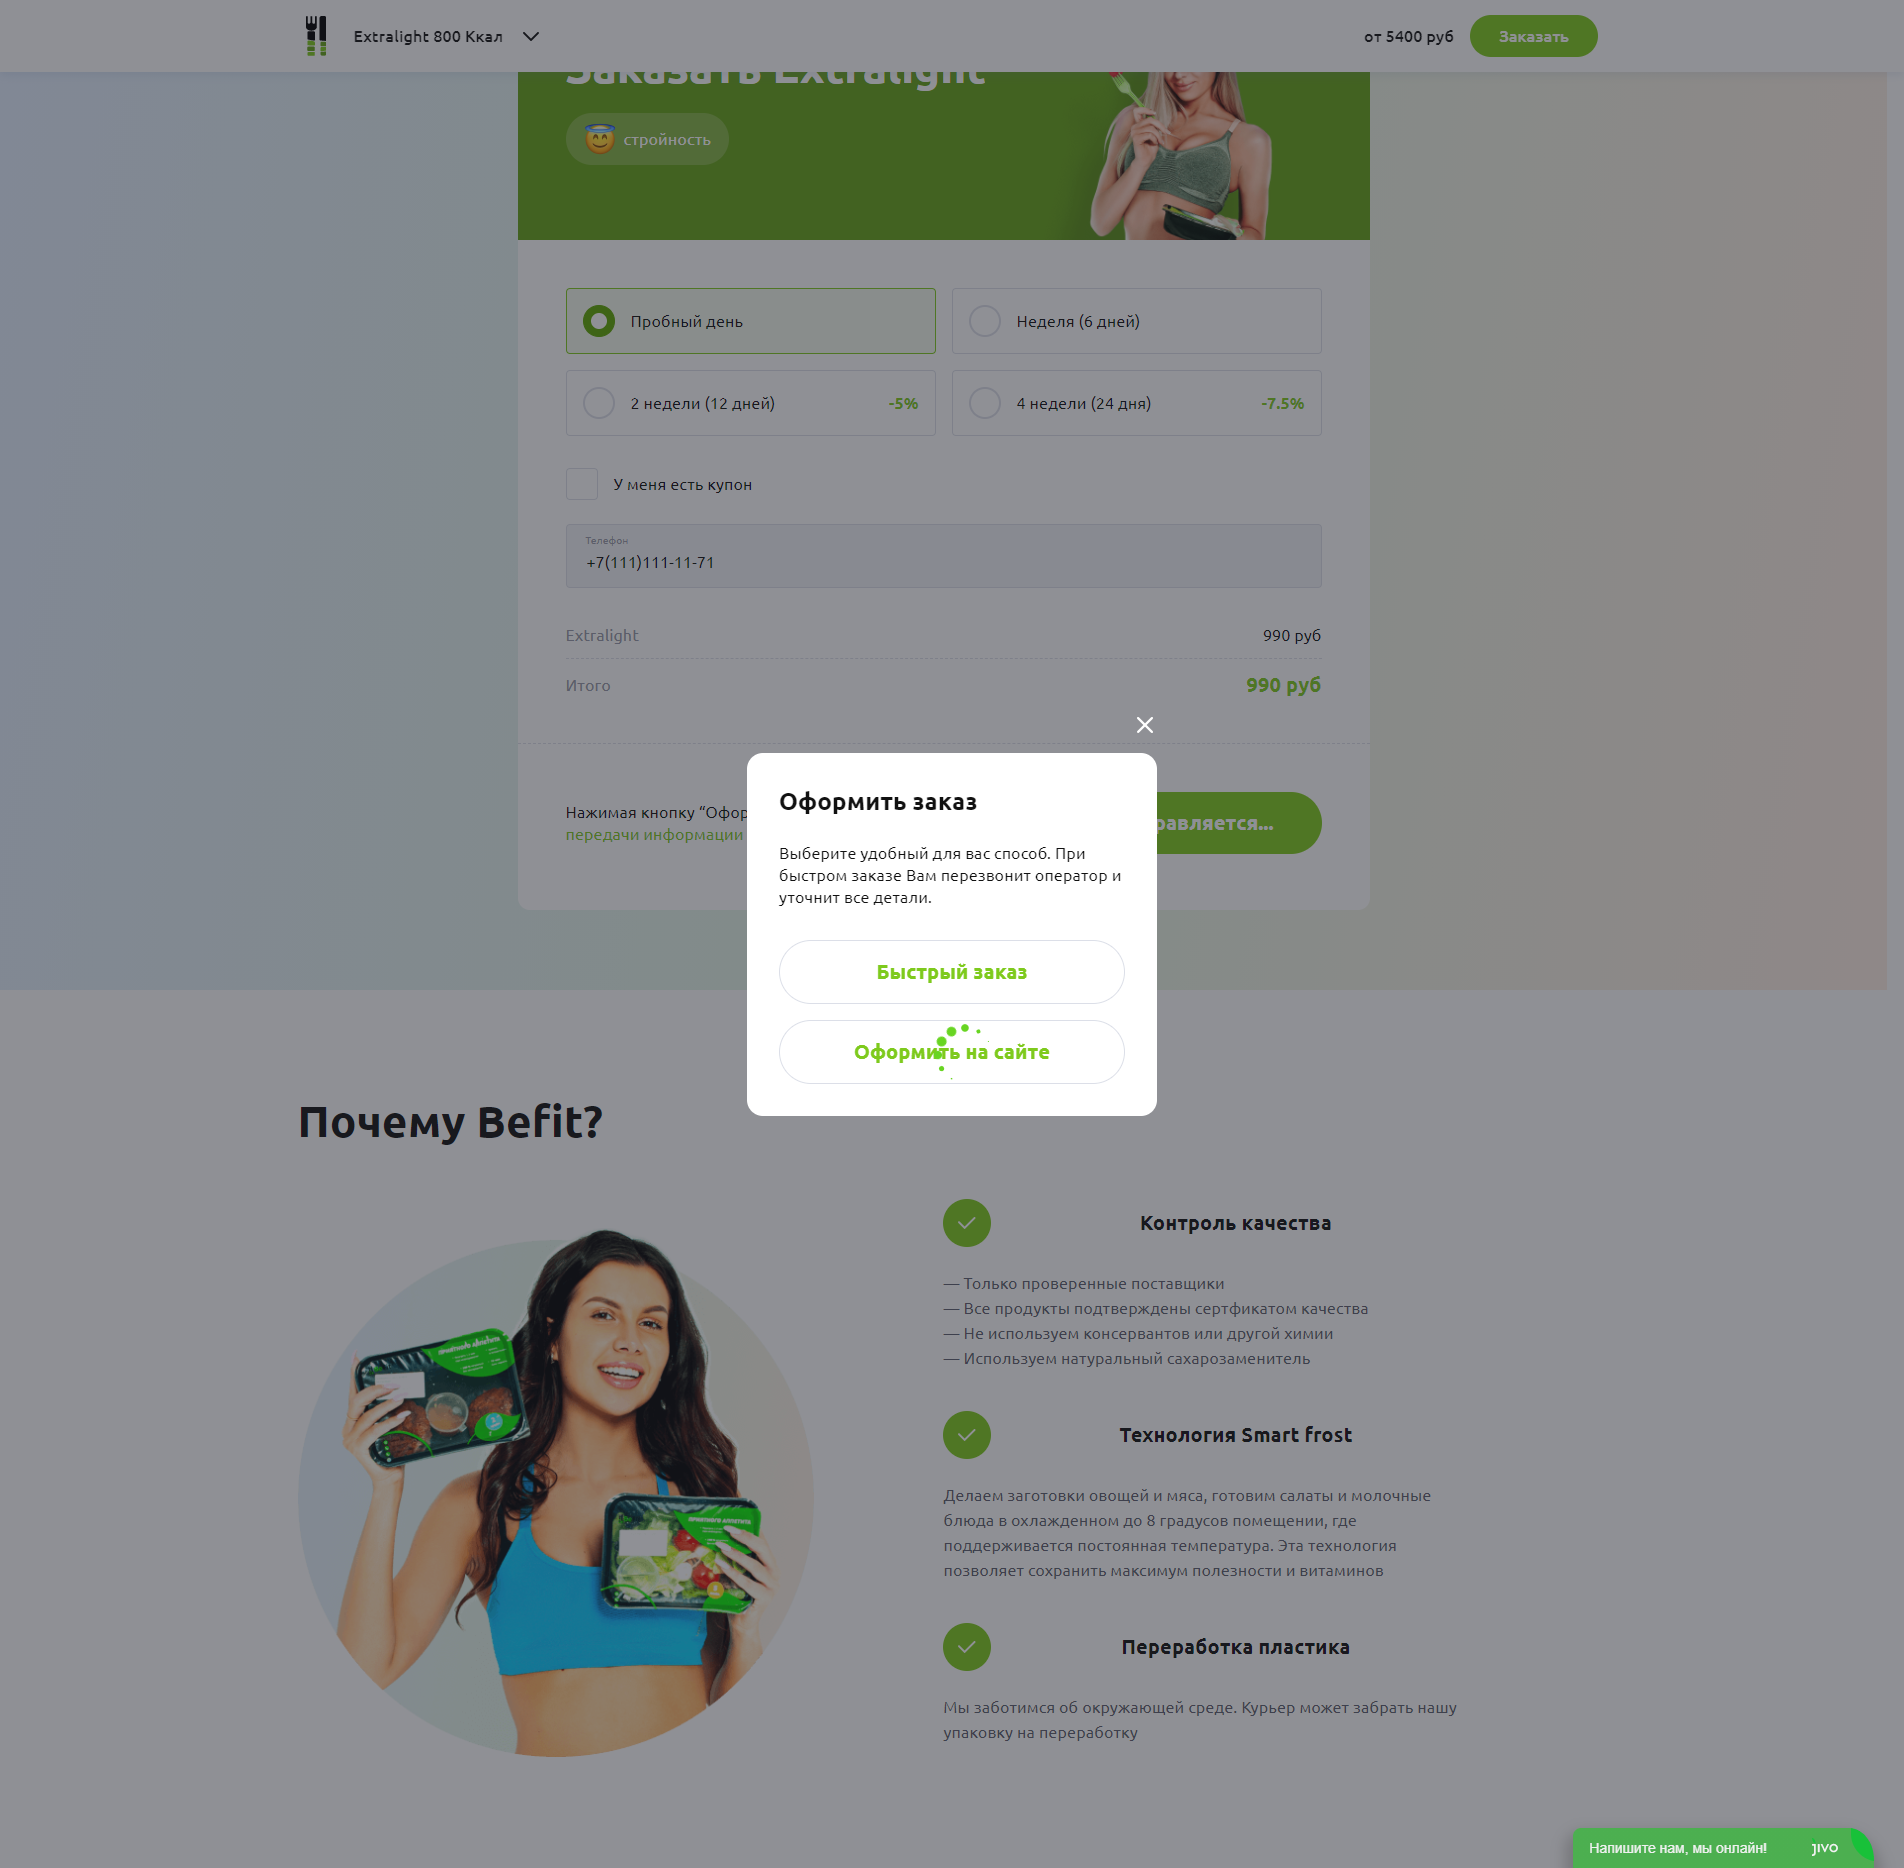 Extralight 800 Ккал
от 5400 руб
Заказать
Заказать Extralight
стройность
Пробный день
Неделя (6 дней)
2 недели (12 дней)
-5%
4 недели (24 дня)
-7.5%
У меня есть купон
Телефон
+7(111)111-11-71
Extralight
990 руб
Итого
990 руб
Нажимая кнопку “Офор
передачи информации
равляется...
Оформить заказ
Выберите удобный для вас способ. При
быстром заказе Вам перезвонит оператор и
уточнит все детали.
Быстрый заказ
Оформить на сайте
Почему Befit?
Контроль качества
— Только проверенные поставщики
— Все продукты подтверждены сертфикатом качества
— Не используем консервантов или другой химии
— Используем натуральный сахарозаменитель
Технология Smart frost
Делаем заготовки овощей и мяса, готовим салаты и молочные
блюда в охлажденном до 8 градусов помещении, где
поддерживается постоянная температура. Эта технология
позволяет сохранить максимум полезности и витаминов
Переработка пластика
Мы заботимся об окружающей среде. Курьер может забрать нашу
упаковку на переработку
ПРИЯТНОГО АППЕТИТА
ПРИЯТНОГО АППЕТИТА
Напишите нам, мы онлайн!
jivo